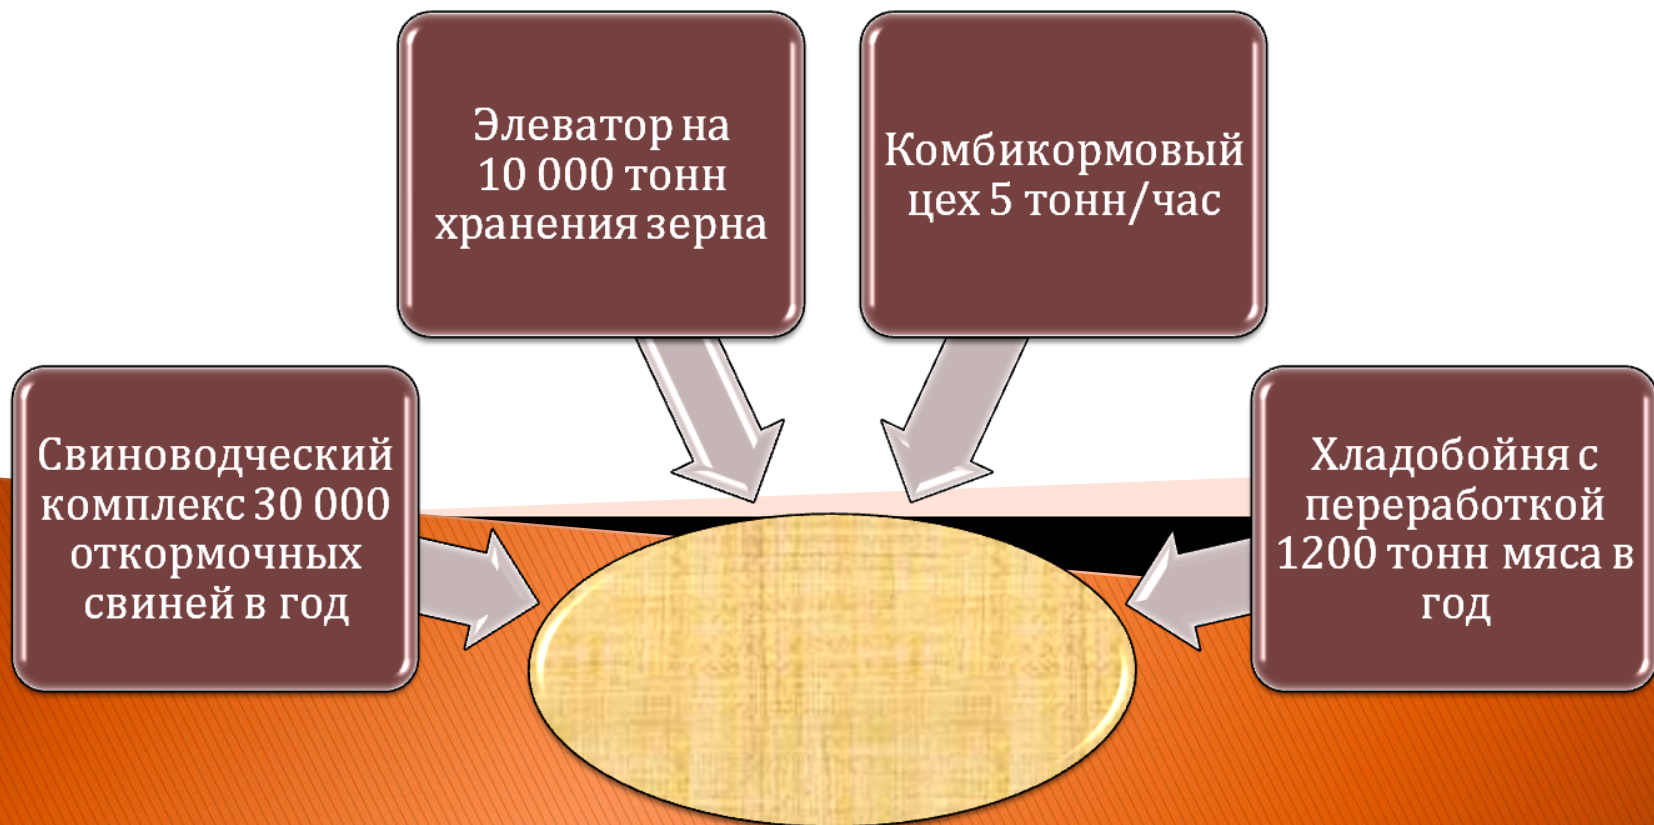 Элеватор на
10 000 тонн
хранения зерна
Комбикормовый
цех 5 тонн/час
Свиноводческий
комплекс 30 000
откормочных
свиней в год
Хладобойня с
переработкой
1200 тонн мяса в
год